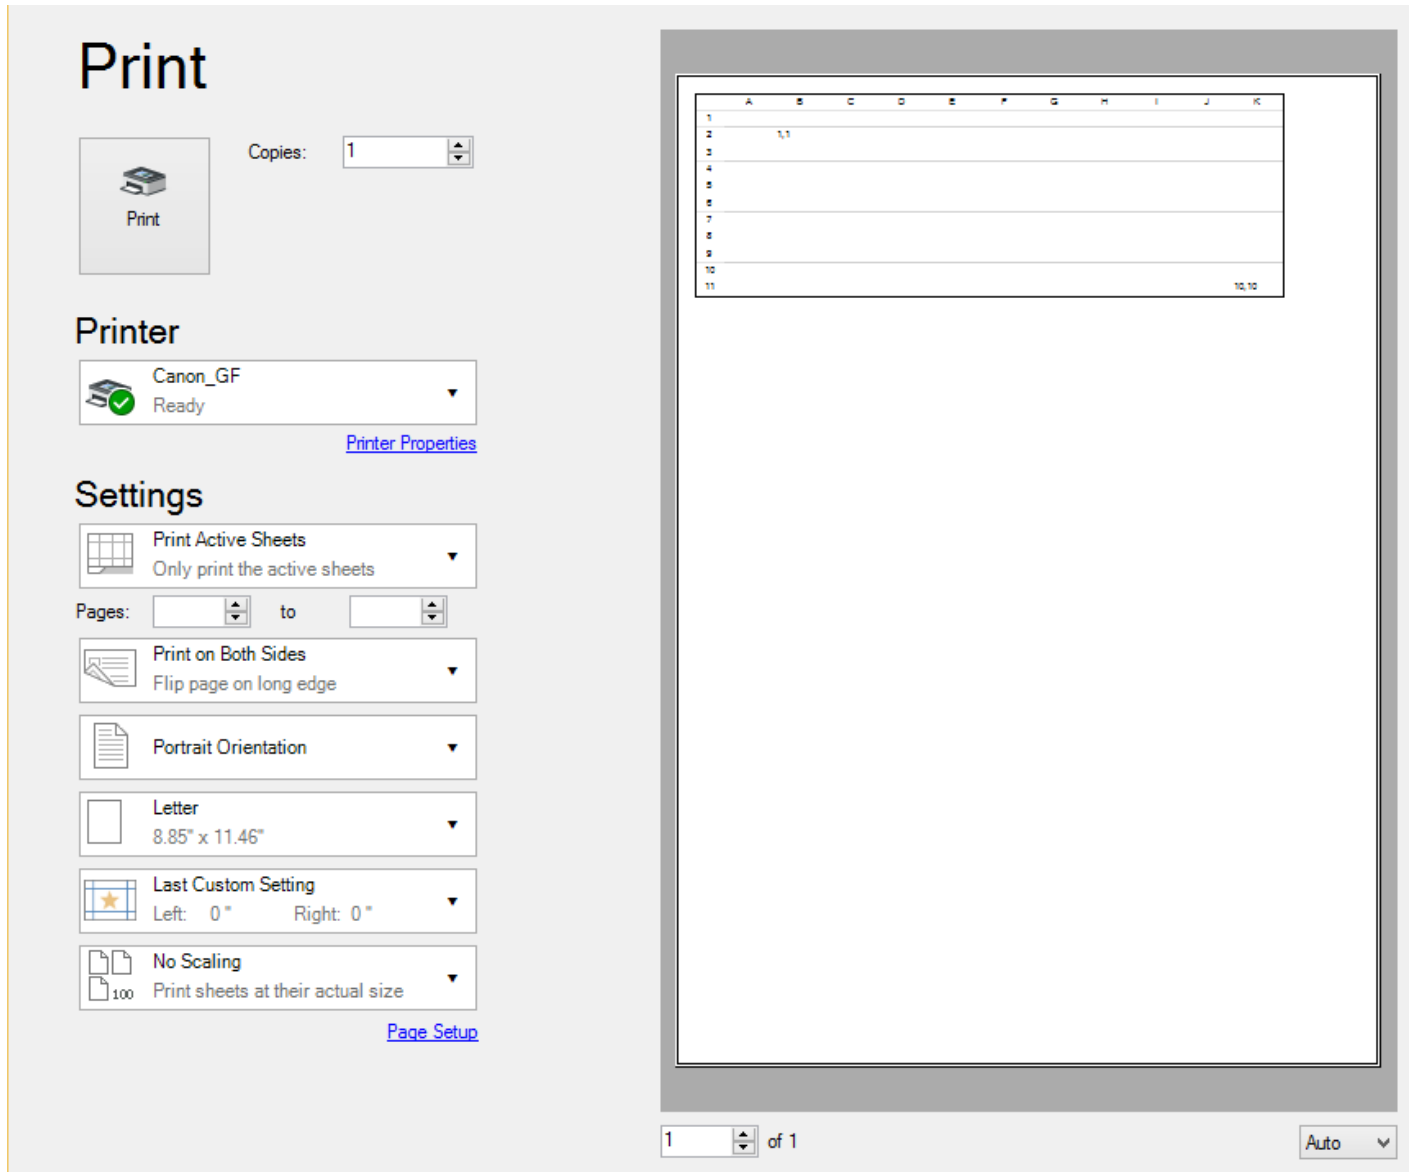 Print
Copies: 1
Print
Printer
Canon_GF
Ready
Printer Properties
Settings
Print Active Sheets
Only print the active sheets
Pages: to
Print on Both Sides
Flip page on long edge
Portrait Orientation
Letter
8.85" x 11.46"
Last Custom Setting
Left: 0 " Right: 0 "
No Scaling
100 Print sheets at their actual size
Page Setup
A B C D E F G H I J K
1
2 1,1
3
4
5
6
7
8
9
10
11 10,10
1 of 1 Auto